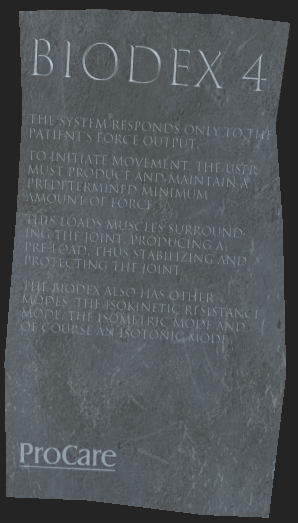 BIODEX 4
THE SYSTEM RESPONDS ONLY TO THE
PATIENT'S FORCE OUTPUT.
TO INITIATE MOVEMENT, THE USER
MUST PRODUCT AND MAINTAIN A
PREDETERMINED MINIMUM
AMOUNT OF FORCE.
THIS LOADS MUSCLES SURROUND-
ING THE JOINT, PRODUCING A
PRE-LOAD, THUS STABILIZING AND
PROTECTING THE JOINT.
THE BIODEX ALSO HAS OTHER
MODES: THE ISOKINETIC RESISTANCE
MODE, THE ISOMETRIC MODE AND
OF COURSE AN ISOTONIC MODE.
ProCare